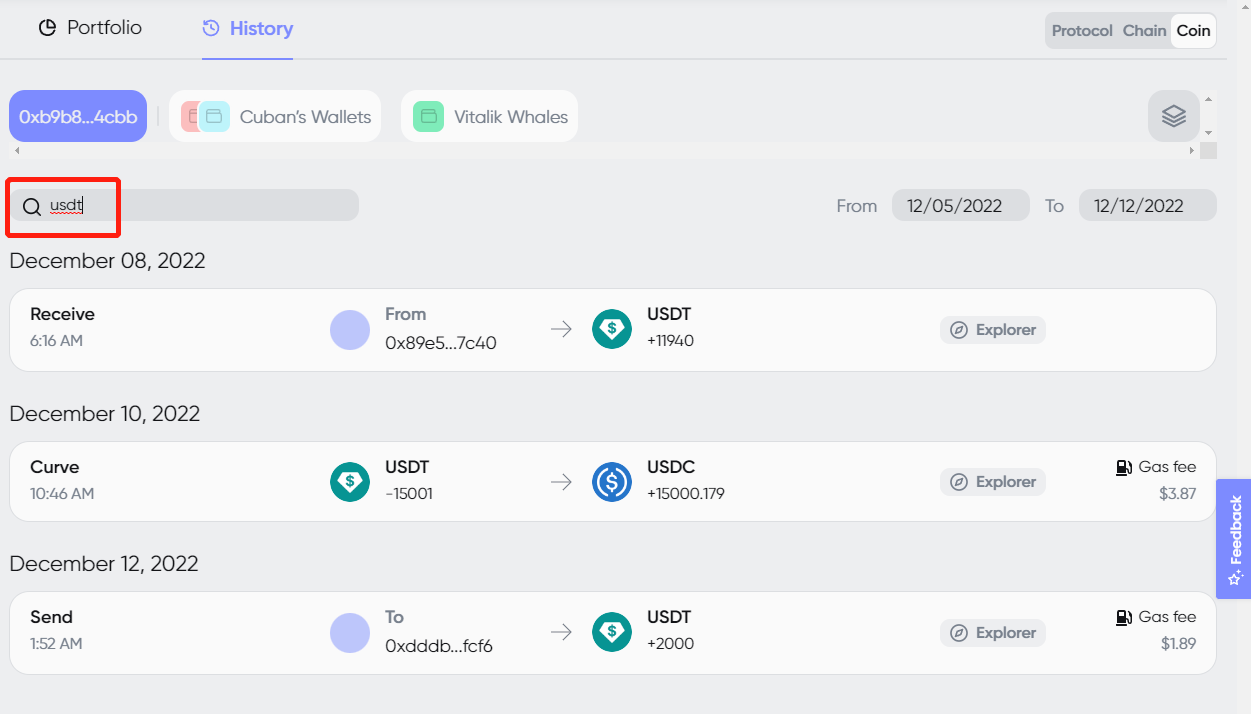 Portfolio
History
Protocol Chain Coin
0xb9b8...4cbb
Cuban's Wallets
Vitalik Whales
usdt
From 12/05/2022 To 12/12/2022
December 08, 2022
Receive
6:16 AM
From
0x89e5...7c40
USDT
+11940
Explorer
December 10, 2022
Curve
10:46 AM
USDT
-15001
USDC
+15000.179
Explorer
Gas fee
$3.87
Feedback
December 12, 2022
Send
1:52 AM
To
0xdddb...fcf6
USDT
+2000
Explorer
Gas fee
$1.89